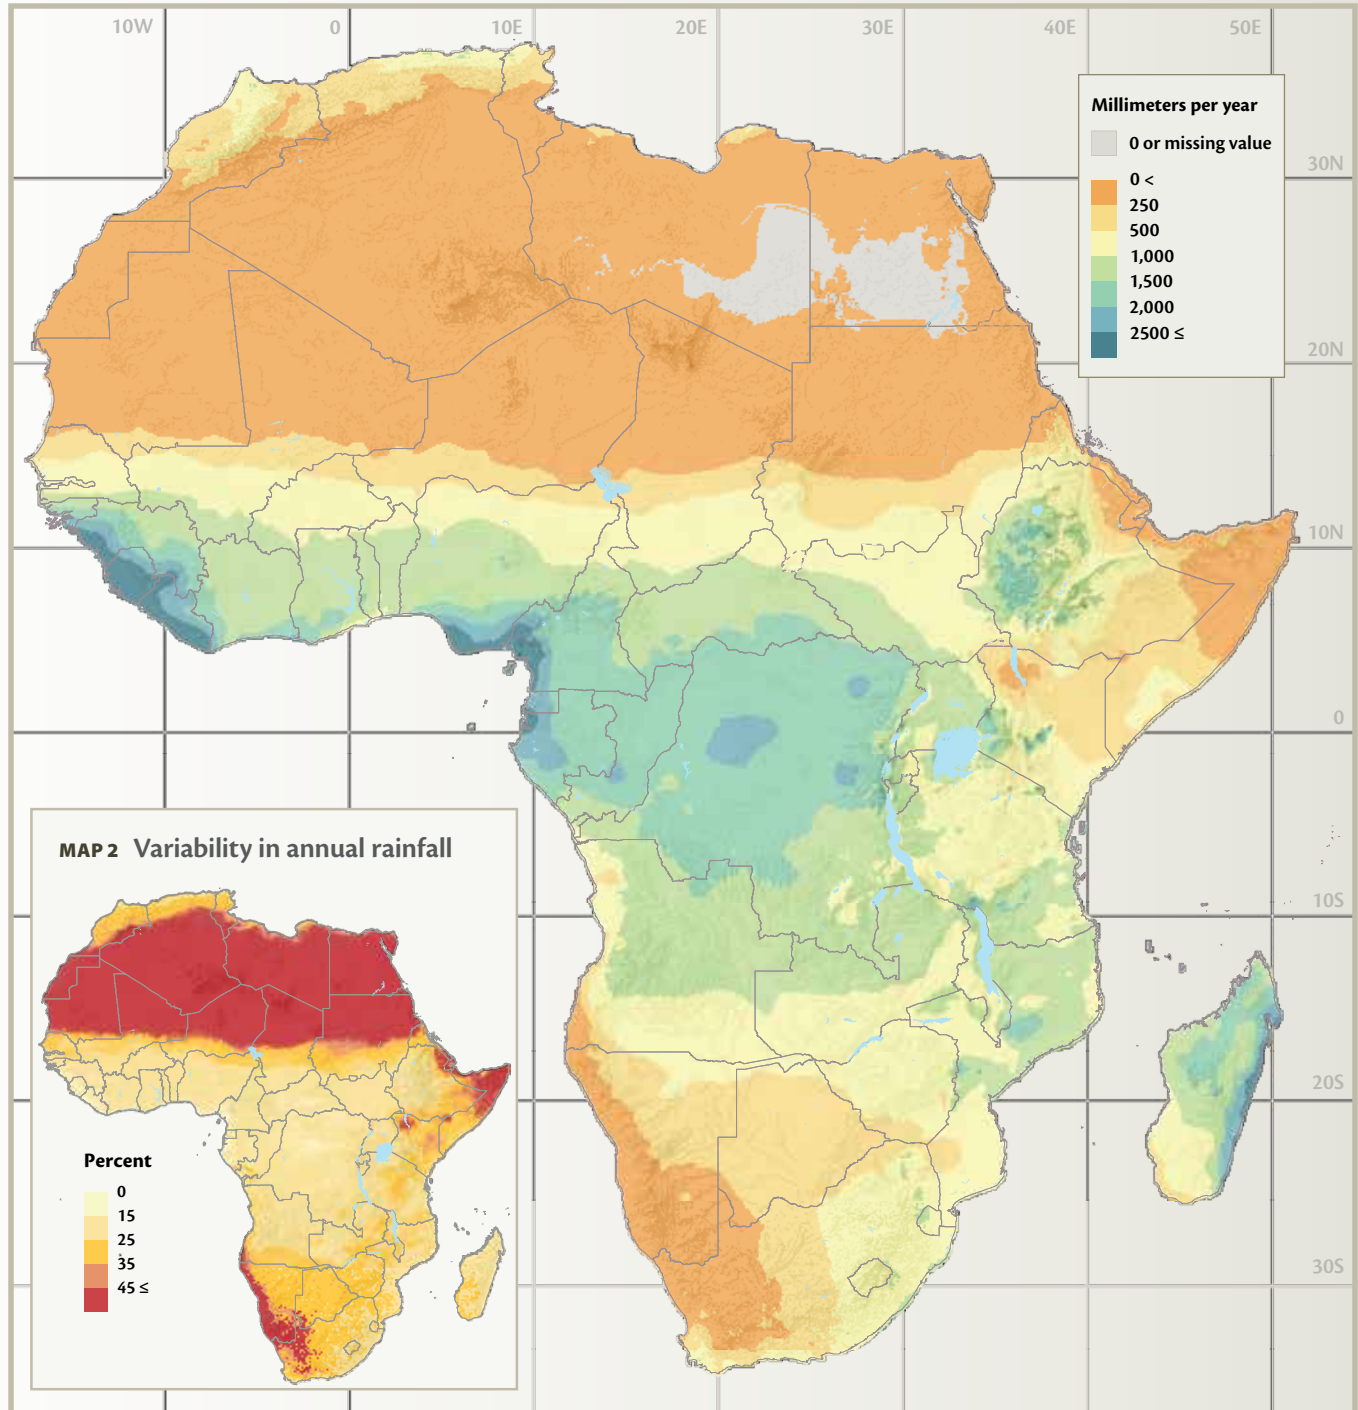 10W 0 10E 20E 30E 40E 50E
Millimeters per year
0 or missing value
0 <
250
500
1,000
1,500
2,000
2500 ≤
30N
20N
10N
0
10S
20S
30S
MAP 2 Variability in annual rainfall
Percent
0
15
25
35
45 ≤